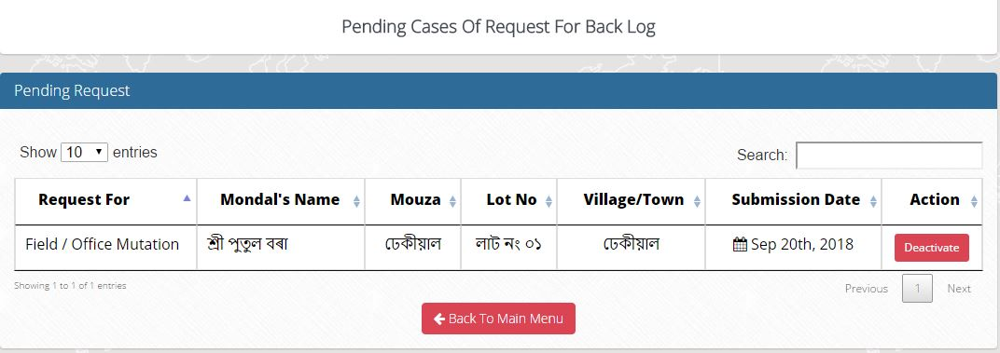 Pending Cases Of Request For Back Log
Pending Request
Show 10 entries
Search:
Request For Mondal's Name Mouza Lot No Village/Town Submission Date Action
Field / Office Mutation শ্ৰী পুতুল বৰা ঢেকীয়াল লাট নং ০১ ঢেকীয়াল Sep 20th, 2018 Deactivate
Showing 1 to 1 of 1 entries
Previous 1 Next
Back To Main Menu